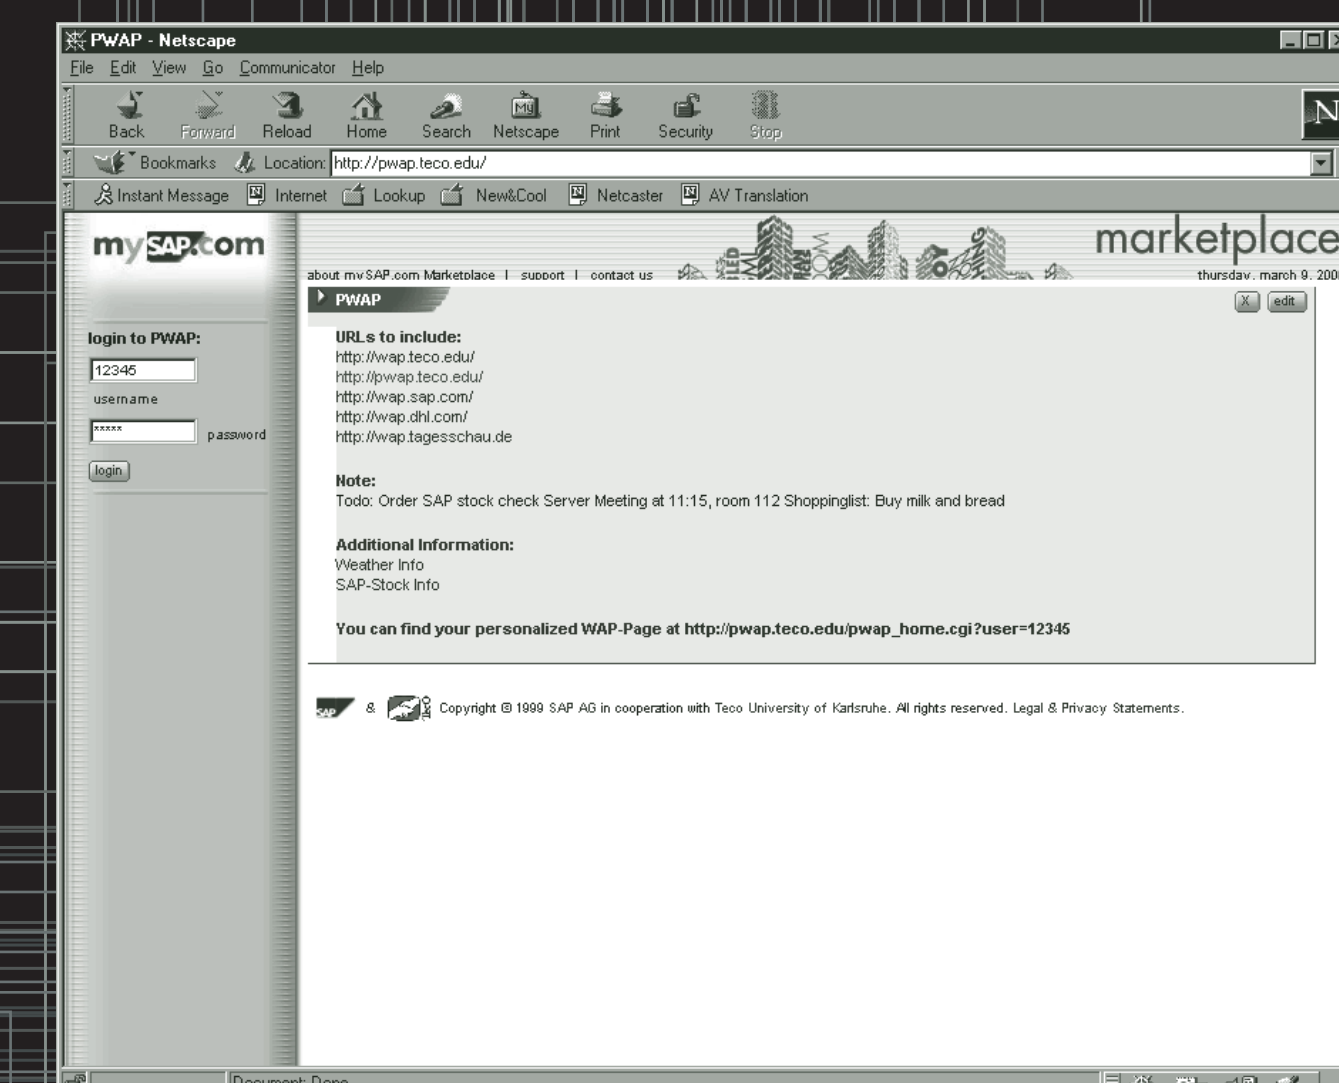 PWAP - Netscape
File Edit View Go Communicator Help
Back Forward Reload Home Search Netscape Print Security Stop
Bookmarks Location: http://pwap.teco.edu/
Instant Message Internet Lookup New&Cool Netcaster AV Translation
mySAP.com
marketplace
about mySAP.com Marketplace | support | contact us
thursday, march 9, 200
PWAP
X edit
login to PWAP:
12345
username
***** password
login
URLs to include:
http://wap.teco.edu/
http://pwap.teco.edu/
http://wap.sap.com/
http://wap.dhl.com/
http://wap.tagesschau.de
Note:
Todo: Order SAP stock check Server Meeting at 11:15, room 112 Shoppinglist: Buy milk and bread
Additional Information:
Weather Info
SAP-Stock Info
You can find your personalized WAP-Page at http://pwap.teco.edu/pwap_home.cgi?user=12345
SAP & Copyright © 1999 SAP AG in cooperation with Teco University of Karlsruhe. All rights reserved. Legal & Privacy Statements.
Document: Done